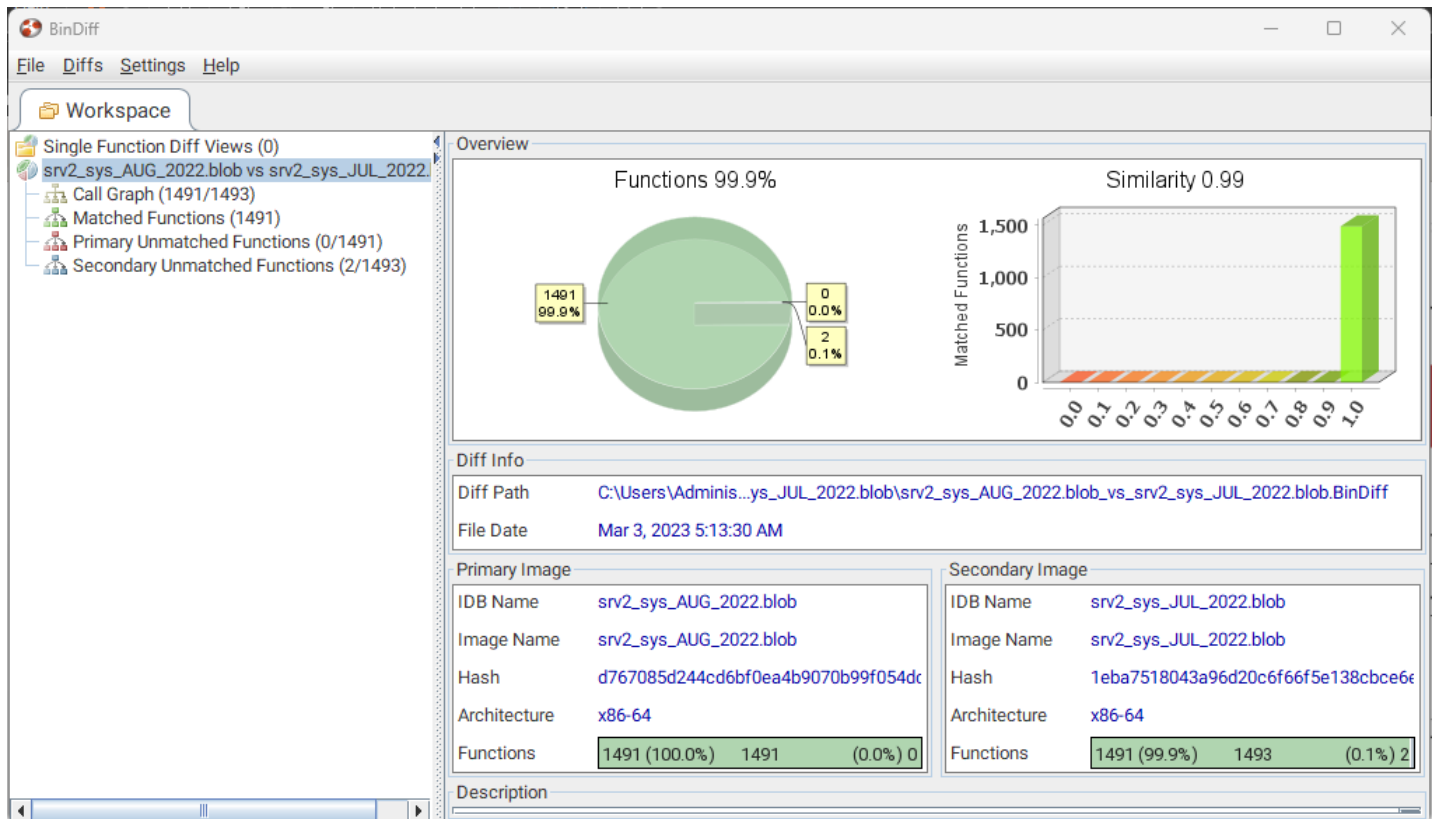 BinDiff
File Diffs Settings Help
Workspace
Single Function Diff Views (0)
srv2_sys_AUG_2022.blob vs srv2_sys_JUL_2022.
Call Graph (1491/1493)
Matched Functions (1491)
Primary Unmatched Functions (0/1491)
Secondary Unmatched Functions (2/1493)
Overview
Functions 99.9%
1491
99.9%
0
0.0%
2
0.1%
Similarity 0.99
Matched Functions
1,500
1,000
500
0
0.0 0.1 0.2 0.3 0.4 0.5 0.6 0.7 0.8 0.9 1.0
Diff Info
Diff Path C:\Users\Adminis...ys_JUL_2022.blob\srv2_sys_AUG_2022.blob_vs_srv2_sys_JUL_2022.blob.BinDiff
File Date Mar 3, 2023 5:13:30 AM
Primary Image
IDB Name srv2_sys_AUG_2022.blob
Image Name srv2_sys_AUG_2022.blob
Hash d767085d244cd6bf0ea4b9070b99f054dc
Architecture x86-64
Functions 1491 (100.0%) 1491 (0.0%) 0
Secondary Image
IDB Name srv2_sys_JUL_2022.blob
Image Name srv2_sys_JUL_2022.blob
Hash 1eba7518043a96d20c6f66f5e138cbce6e
Architecture x86-64
Functions 1491 (99.9%) 1493 (0.1%) 2
Description